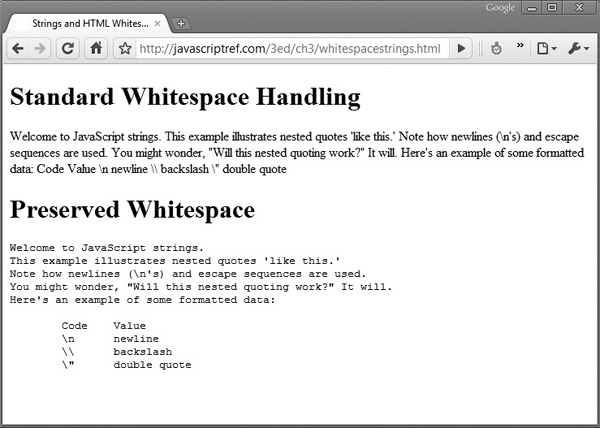 Google
Strings and HTML Whites...
http://javascriptref.com/3ed/ch3/whitespacestrings.html
Standard Whitespace Handling
Welcome to JavaScript strings. This example illustrates nested quotes 'like this.' Note how newlines (\n's) and escape
sequences are used. You might wonder, "Will this nested quoting work?" It will. Here's an example of some formatted
data: Code Value \n newline \\ backslash \" double quote
Preserved Whitespace
Welcome to JavaScript strings.
This example illustrates nested quotes 'like this.'
Note how newlines (\n's) and escape sequences are used.
You might wonder, "Will this nested quoting work?" It will.
Here's an example of some formatted data:
Code Value
\n newline
\\ backslash
\" double quote